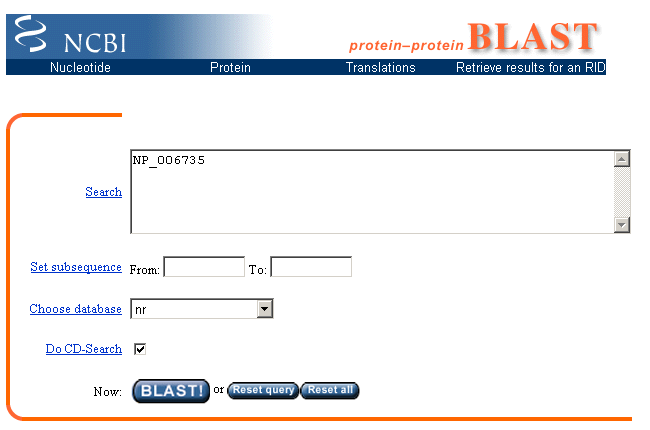 NCBI
protein–protein BLAST
Nucleotide Protein Translations Retrieve results for an RID
NP_006735
Search
Set subsequence From: To:
Choose database nr
Do CD-Search
Now: BLAST! or Reset query Reset all